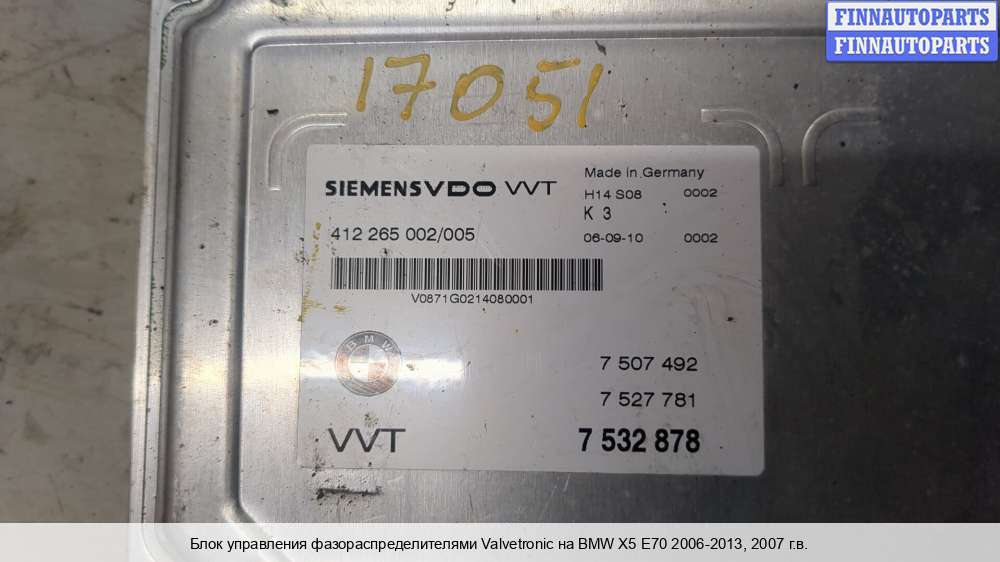 FINNAUTOPARTS
FINNAUTOPARTS
17051
SIEMENSVDO VVT
Made in Germany
H14 S08 0002
K 3
412 265 002/005
06-09-10 0002
V0871G0214080001
BMW
7 507 492
7 527 781
VVT 7 532 878
Блок управления фазораспределителями Valvetronic на BMW X5 E70 2006-2013, 2007 г.в.